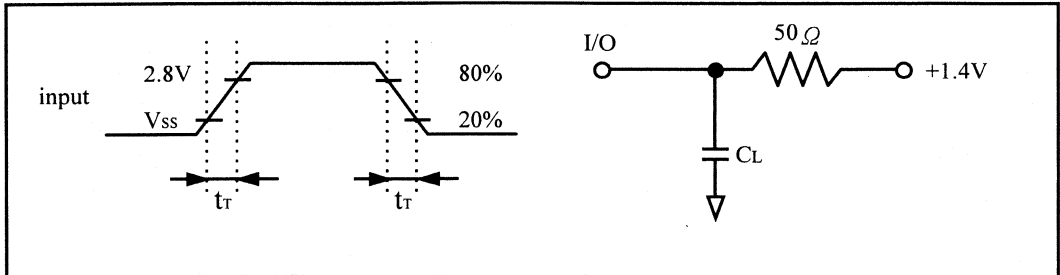 input
2.8V
Vss
80%
20%
tT
tT
I/O
50Ω
+1.4V
CL